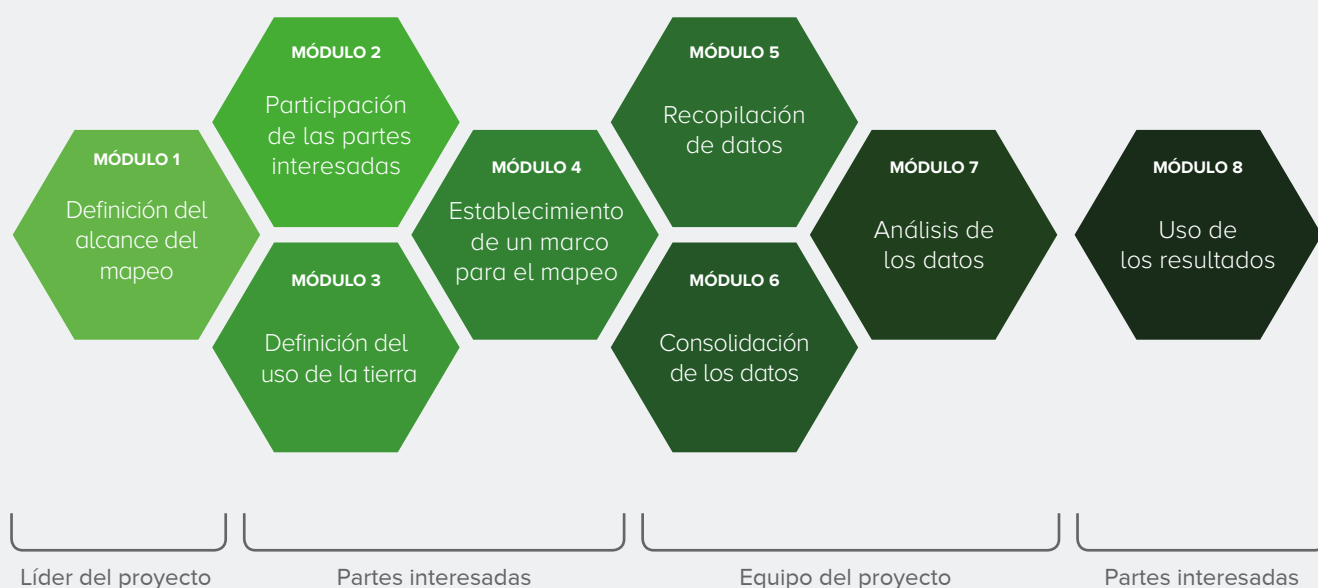 MÓDULO 1
Definición del
alcance del
mapeo
MÓDULO 2
Participación
de las partes
interesadas
MÓDULO 3
Definición del
uso de la tierra
MÓDULO 4
Establecimiento
de un marco
para el mapeo
MÓDULO 5
Recopilación
de datos
MÓDULO 6
Consolidación
de los datos
MÓDULO 7
Análisis de
los datos
MÓDULO 8
Uso de
los resultados
Líder del proyecto
Partes interesadas
Equipo del proyecto
Partes interesadas